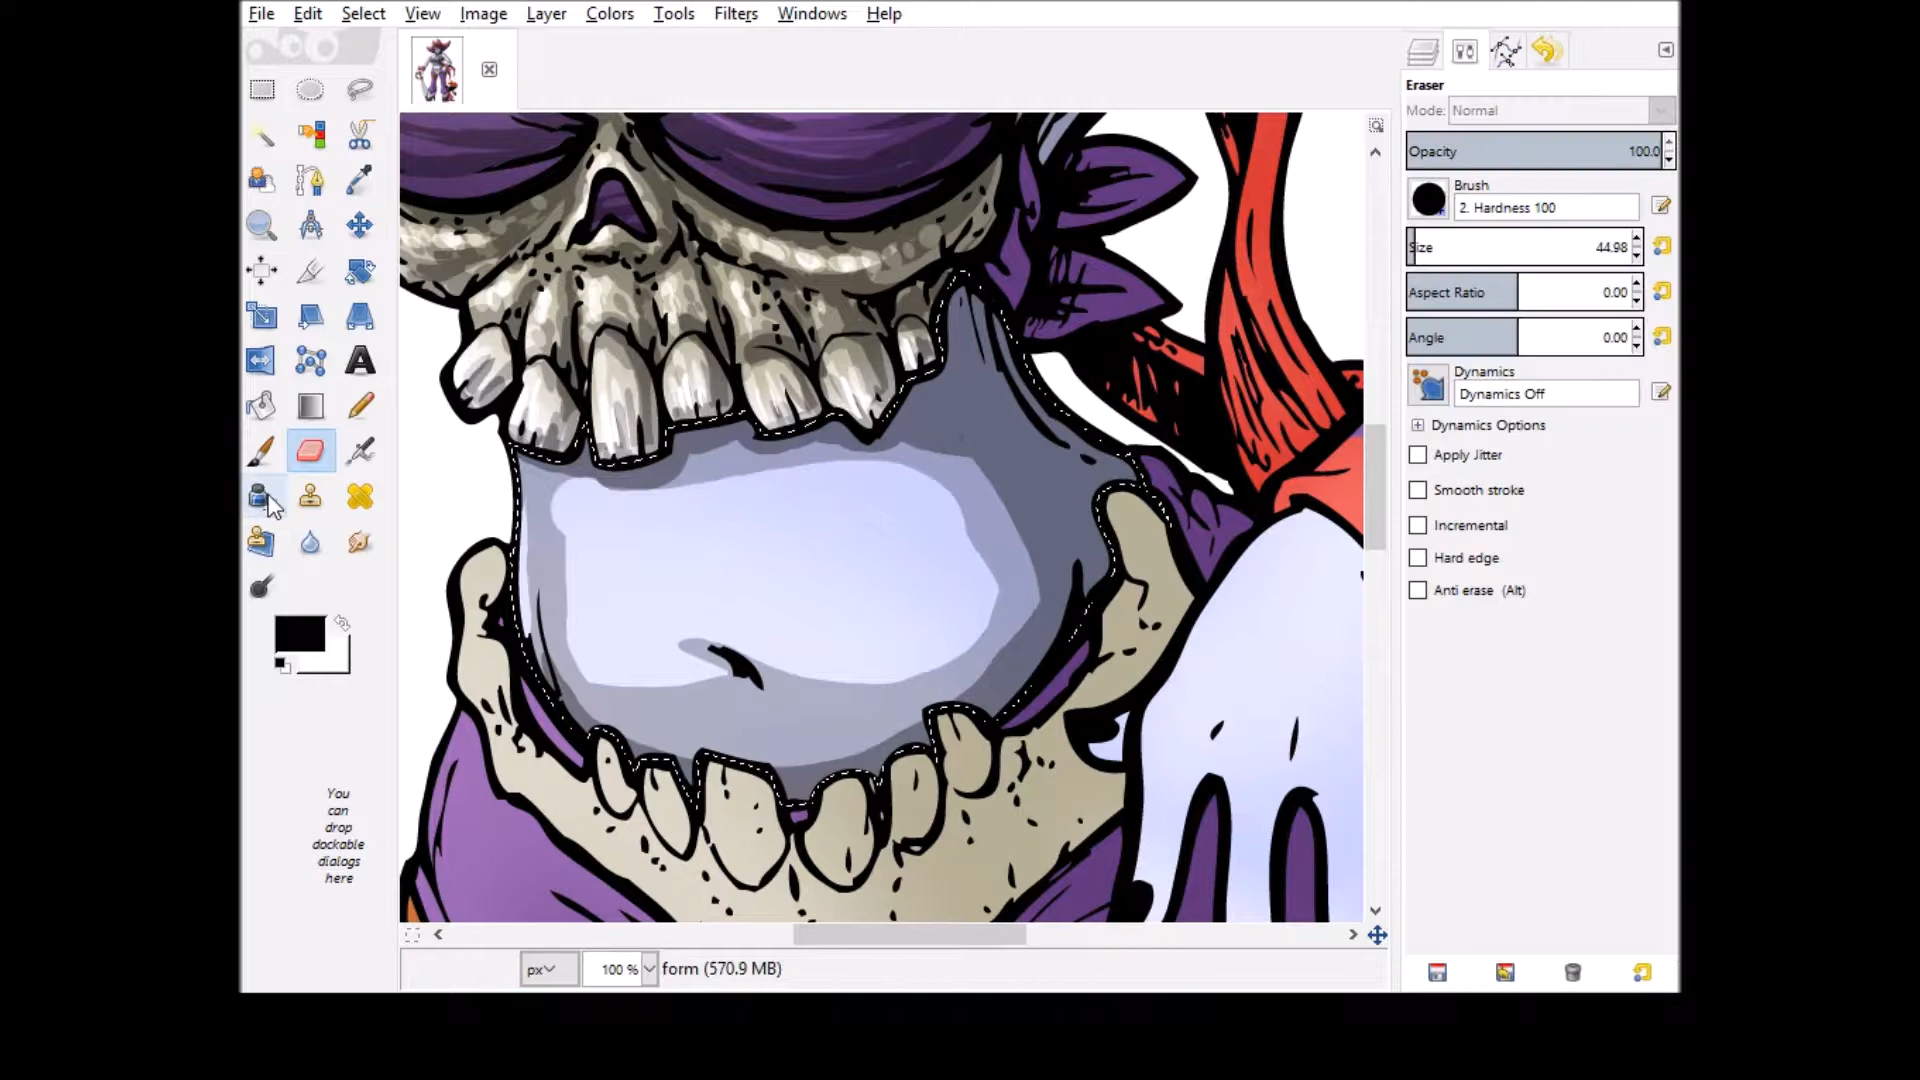 File Edit Select View Image Layer Colors Tools Filters Windows Help
Eraser
Mode: Normal
Opacity 100.0
Brush
2. Hardness 100
Size 44.98
Aspect Ratio 0.00
Angle 0.00
Dynamics
Dynamics Off
Dynamics Options
Apply Jitter
Smooth stroke
Incremental
Hard edge
Anti erase (Alt)
You
can
drop
dockable
dialogs
here
px 100 % form (570.9 MB)